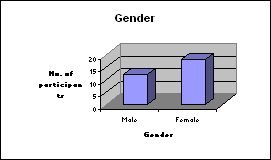 Gender
20
15
10
5
0
No. of
participan
ts
Male
Female
Gender